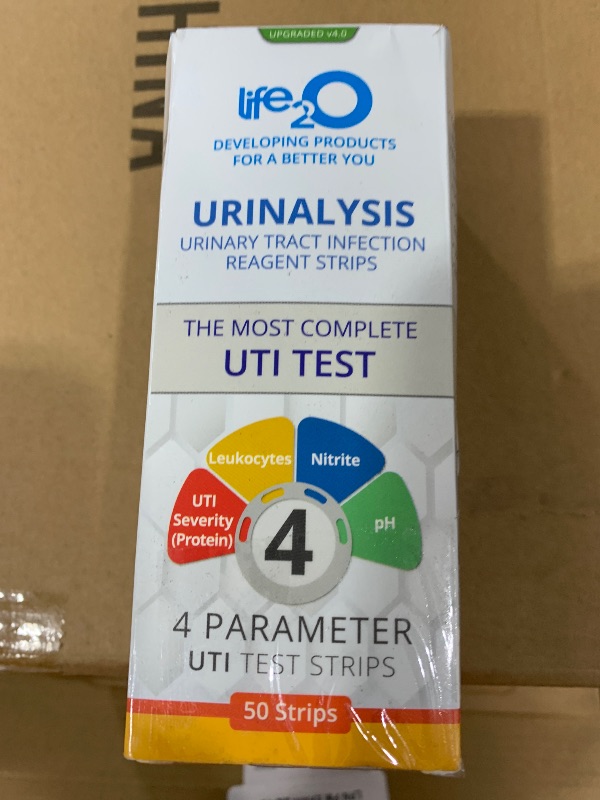 UPGRADED v4.0
life2O
DEVELOPING PRODUCTS
FOR A BETTER YOU
URINALYSIS
URINARY TRACT INFECTION
REAGENT STRIPS
THE MOST COMPLETE
UTI TEST
Leukocytes
Nitrite
UTI
Severity
(Protein)
pH
4
4 PARAMETER
UTI TEST STRIPS
50 Strips